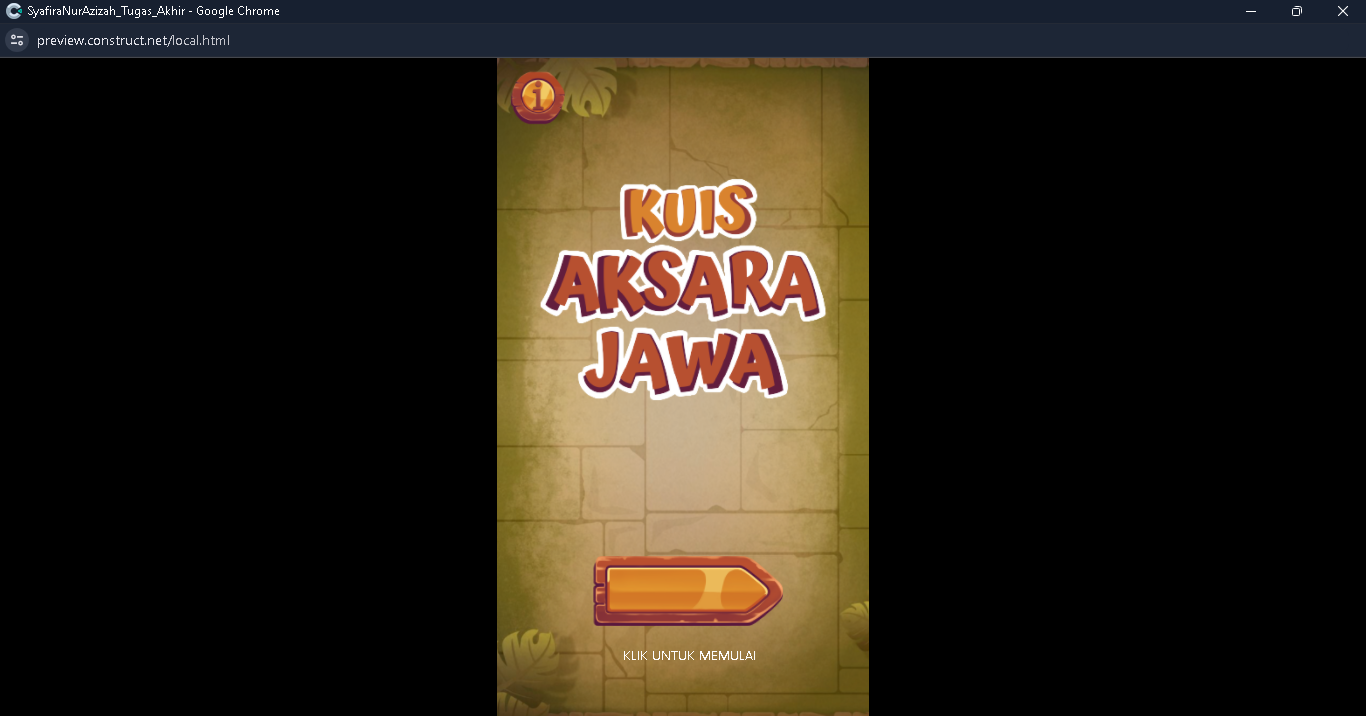 SyafiraNurAzizah_Tugas_Akhir - Google Chrome
preview.construct.net/local.html
i
KUIS
AKSARA
JAWA
KLIK UNTUK MEMULAI